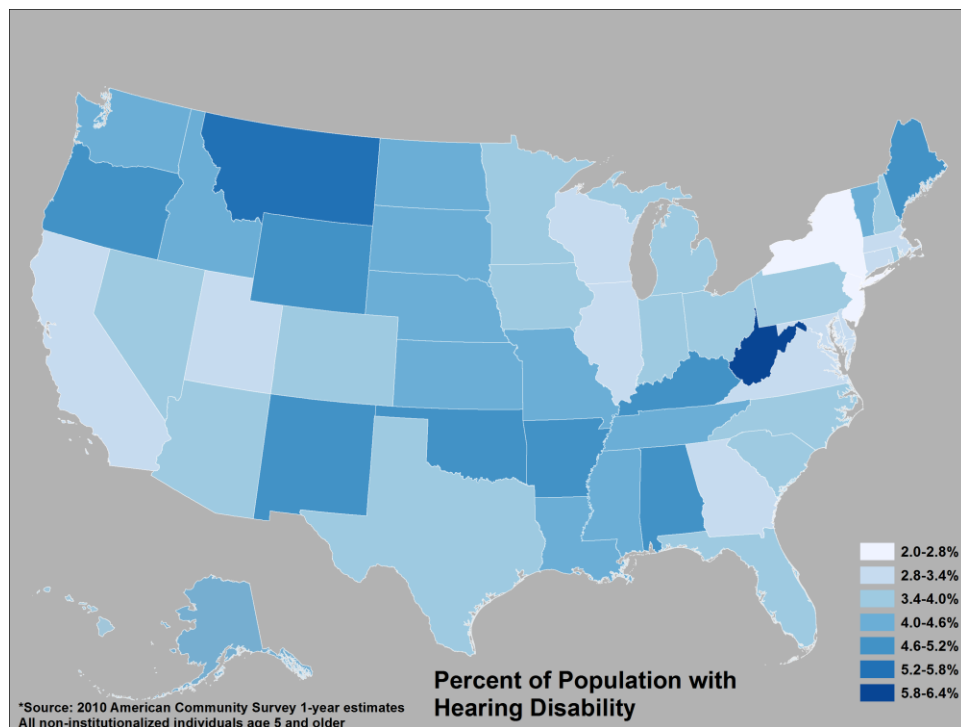 2.0-2.8%
2.8-3.4%
3.4-4.0%
4.0-4.6%
4.6-5.2%
5.2-5.8%
5.8-6.4%
Percent of Population with
Hearing Disability
*Source: 2010 American Community Survey 1-year estimates
All non-institutionalized individuals age 5 and older